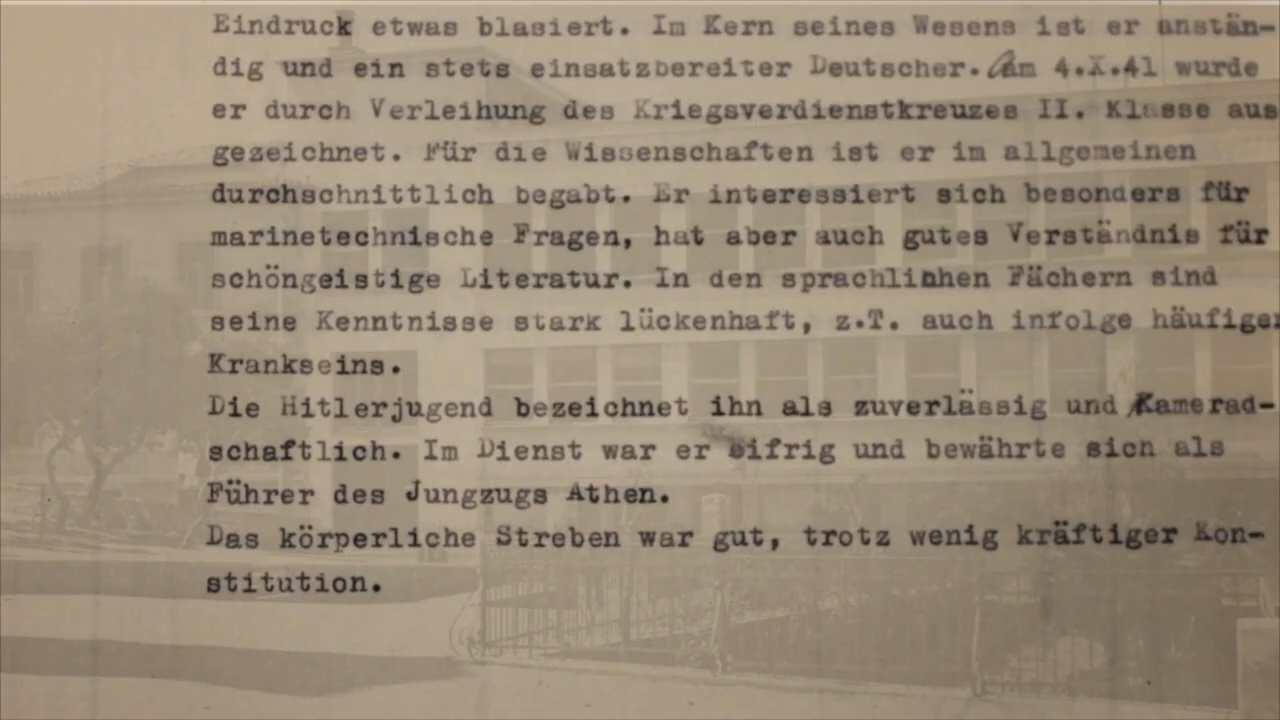 Eindruck etwas blasiert. Im Kern seines Wesens ist er anstän-
dig und ein stets einsatzbereiter Deutscher. Am 4.X.41 wurde
er durch Verleihung des Kriegsverdienstkreuzes II. Klasse aus
gezeichnet. Für die Wissenschaften ist er im allgemeinen
durchschnittlich begabt. Er interessiert sich besonders für
marinetechnische Fragen, hat aber auch gutes Verständnis für
schöngeistige Literatur. In den sprachlichen Fächern sind
seine Kenntnisse stark lückenhaft, z.T. auch infolge häufiger
Krankseins.
Die Hitlerjugend bezeichnet ihn als zuverlässig und Kamerad-
schaftlich. Im Dienst war er eifrig und bewährte sich als
Führer des Jungzugs Athen.
Das körperliche Streben war gut, trotz wenig kräftiger Kon-
stitution.